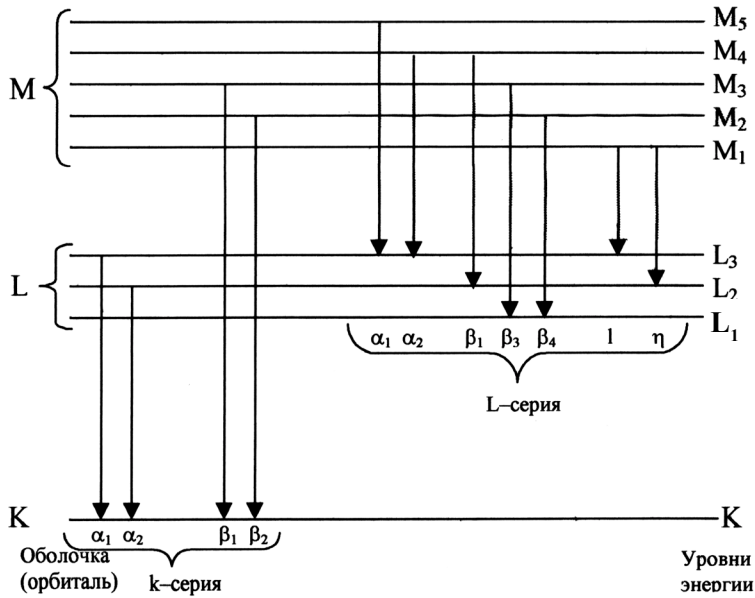 M₅
M₄
M
M₃
M₂
M₁
L₃
L
L₂
L₁
α₁ α₂ β₁ β₃ β₄ l η
L–серия
K K
α₁ α₂ β₁ β₂
Оболочка
(орбиталь)
k–серия
Уровни
энергии